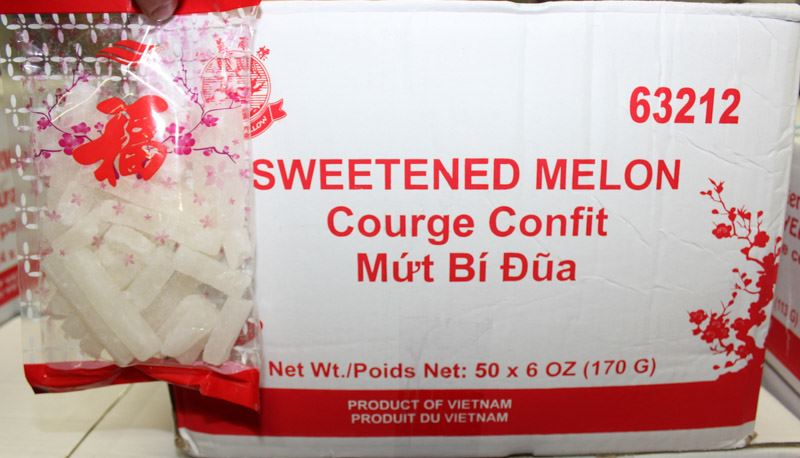 福
63212
SWEETENED MELON
Courge Confit
Mứt Bí Đũa
Net Wt./Poids Net: 50 x 6 OZ (170 G)
PRODUCT OF VIETNAM
PRODUIT DU VIETNAM